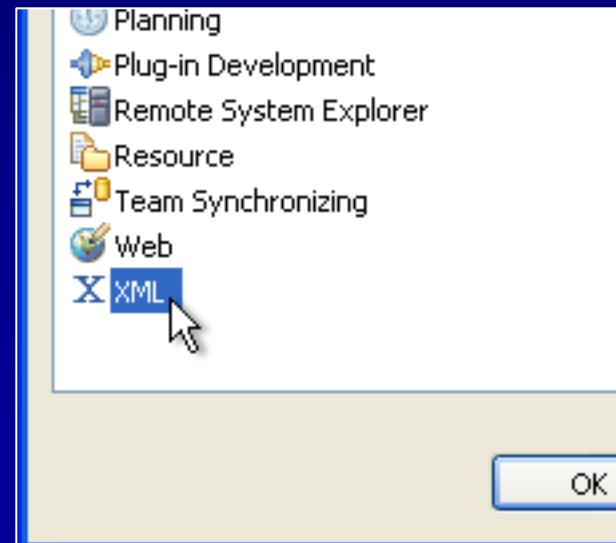 Planning
Plug-in Development
Remote System Explorer
Resource
Team Synchronizing
Web
X XML
OK